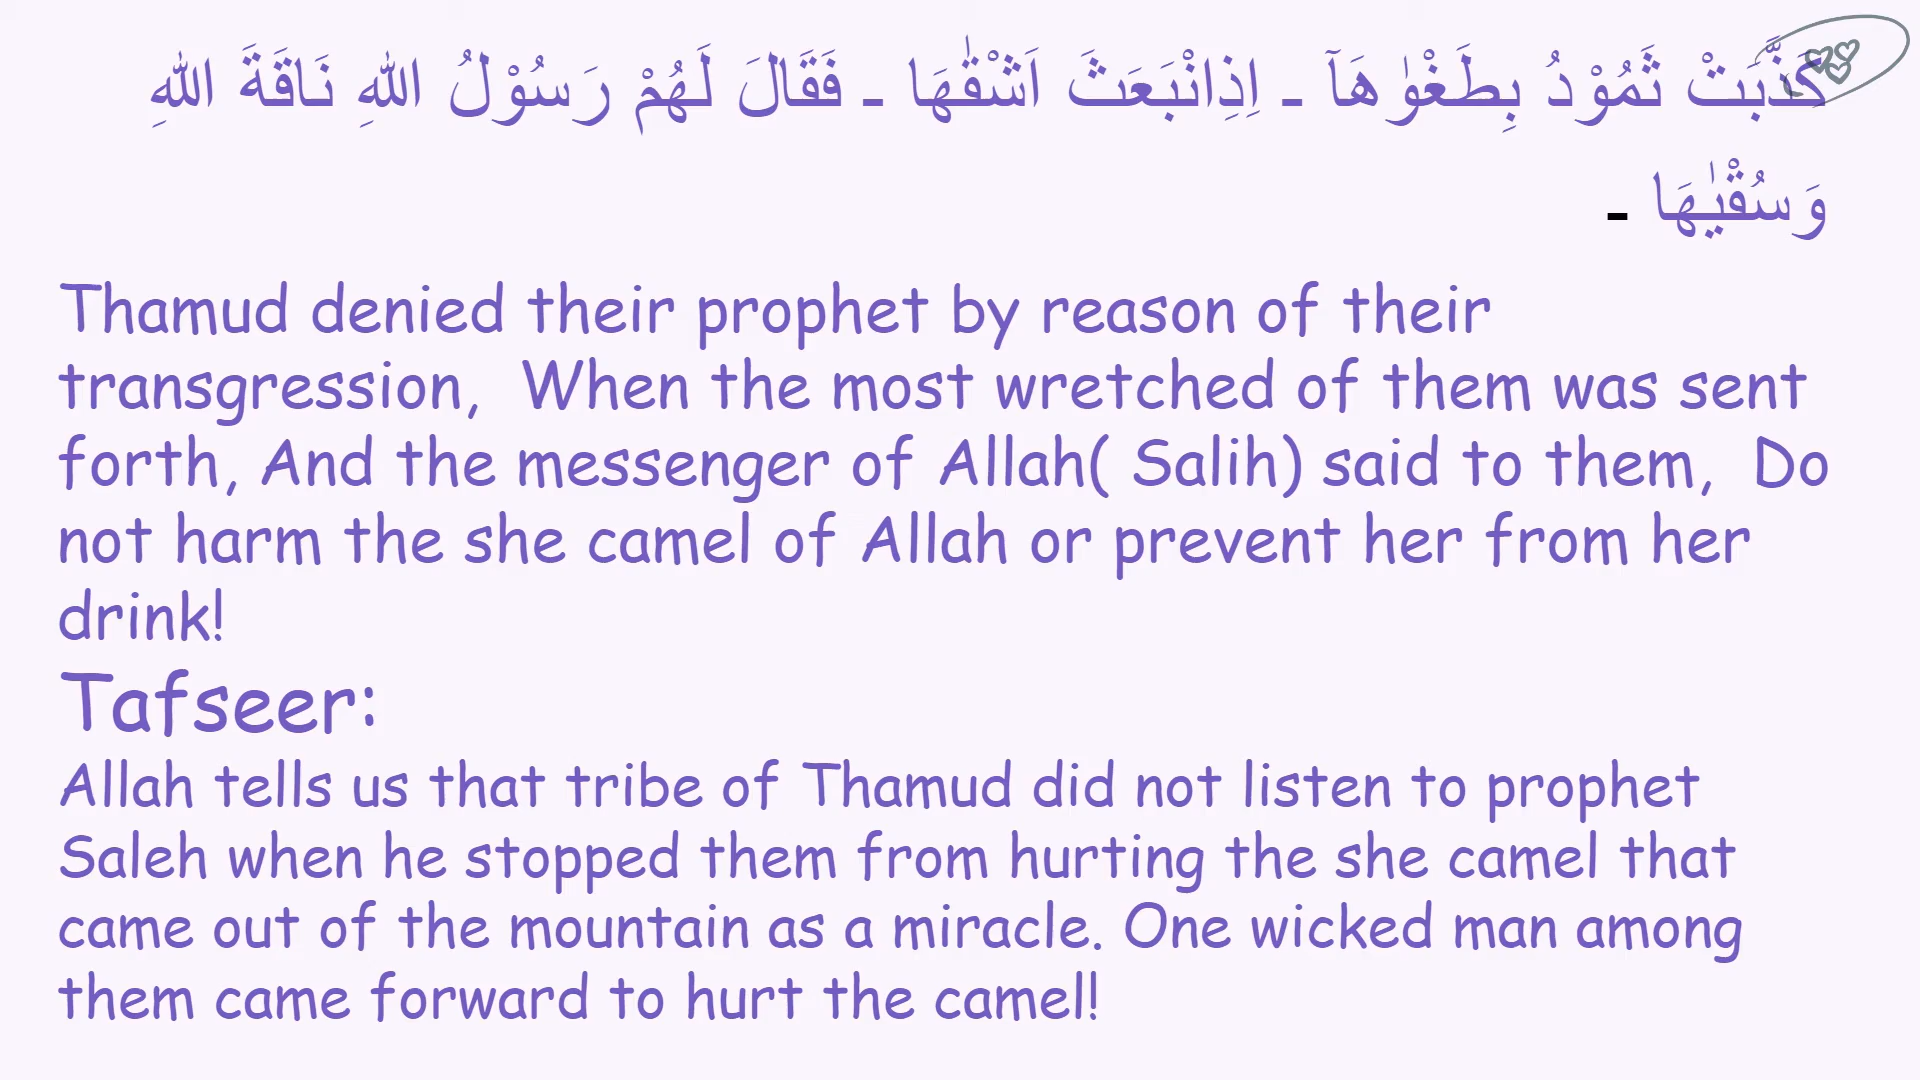 كَذَّبَتْ ثَمُوْدُ بِطَغْوٰىهَآ ـ اِذِانْۢبَعَثَ اَشْقٰىهَا ـ فَقَالَ لَهُمْ رَسُوْلُ اللهِ نَاقَةَ اللهِ
وَسُقْيٰهَا ـ
Thamud denied their prophet by reason of their
transgression,  When the most wretched of them was sent
forth, And the messenger of Allah( Salih) said to them,  Do
not harm the she camel of Allah or prevent her from her
drink!
Tafseer:
Allah tells us that tribe of Thamud did not listen to prophet
Saleh when he stopped them from hurting the she camel that
came out of the mountain as a miracle. One wicked man among
them came forward to hurt the camel!